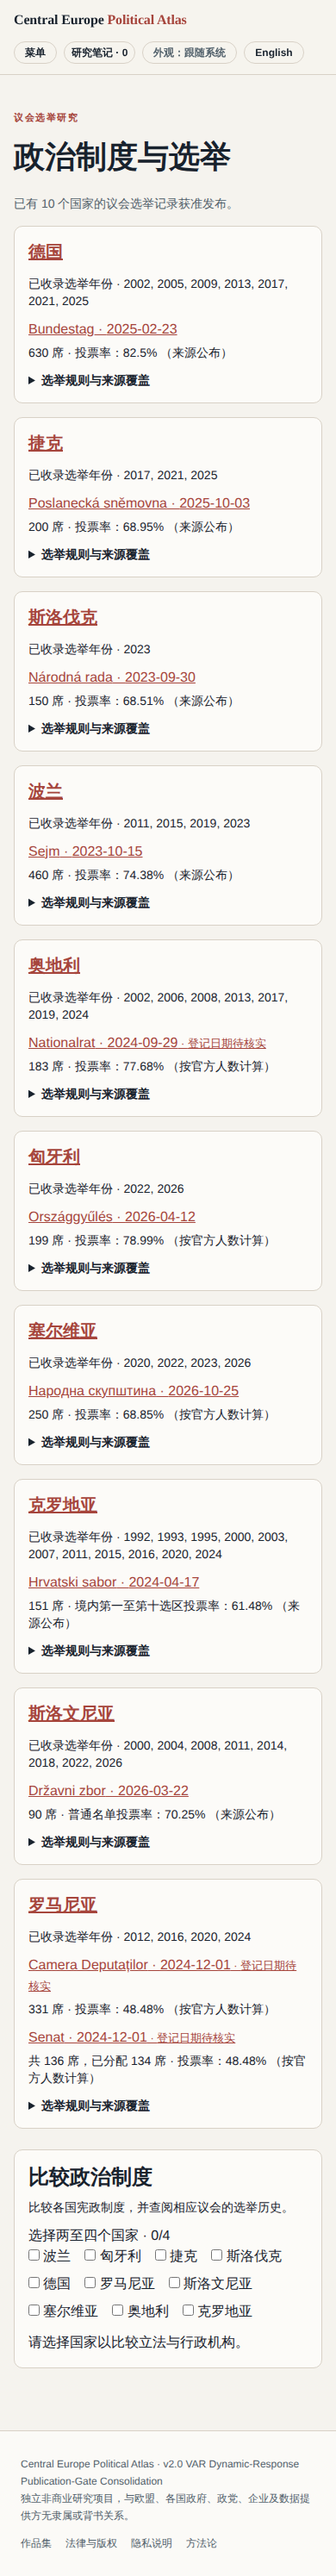 Central Europe Political Atlas
菜单
研究笔记 · 0
外观：跟随系统
English
议会选举研究
政治制度与选举
已有 10 个国家的议会选举记录获准发布。
德国
已收录选举年份 · 2002, 2005, 2009, 2013, 2017,
2021, 2025
Bundestag · 2025-02-23
630 席 · 投票率：82.5% （来源公布）
▶ 选举规则与来源覆盖
捷克
已收录选举年份 · 2017, 2021, 2025
Poslanecká sněmovna · 2025-10-03
200 席 · 投票率：68.95% （来源公布）
▶ 选举规则与来源覆盖
斯洛伐克
已收录选举年份 · 2023
Národná rada · 2023-09-30
150 席 · 投票率：68.51% （来源公布）
▶ 选举规则与来源覆盖
波兰
已收录选举年份 · 2011, 2015, 2019, 2023
Sejm · 2023-10-15
460 席 · 投票率：74.38% （来源公布）
▶ 选举规则与来源覆盖
奥地利
已收录选举年份 · 2002, 2006, 2008, 2013, 2017,
2019, 2024
Nationalrat · 2024-09-29 · 登记日期待核实
183 席 · 投票率：77.68% （按官方人数计算）
▶ 选举规则与来源覆盖
匈牙利
已收录选举年份 · 2022, 2026
Országgyűlés · 2026-04-12
199 席 · 投票率：78.99% （按官方人数计算）
▶ 选举规则与来源覆盖
塞尔维亚
已收录选举年份 · 2020, 2022, 2023, 2026
Народна скупштина · 2026-10-25
250 席 · 投票率：68.85% （按官方人数计算）
▶ 选举规则与来源覆盖
克罗地亚
已收录选举年份 · 1992, 1993, 1995, 2000, 2003,
2007, 2011, 2015, 2016, 2020, 2024
Hrvatski sabor · 2024-04-17
151 席 · 境内第一至第十选区投票率：61.48% （来
源公布）
▶ 选举规则与来源覆盖
斯洛文尼亚
已收录选举年份 · 2000, 2004, 2008, 2011, 2014,
2018, 2022, 2026
Državni zbor · 2026-03-22
90 席 · 普通名单投票率：70.25% （来源公布）
▶ 选举规则与来源覆盖
罗马尼亚
已收录选举年份 · 2012, 2016, 2020, 2024
Camera Deputaților · 2024-12-01 · 登记日期待
核实
331 席 · 投票率：48.48% （按官方人数计算）
Senat · 2024-12-01 · 登记日期待核实
共 136 席，已分配 134 席 · 投票率：48.48% （按官
方人数计算）
▶ 选举规则与来源覆盖
比较政治制度
比较各国宪政制度，并查阅相应议会的选举历史。
选择两至四个国家 · 0/4
波兰 匈牙利 捷克 斯洛伐克
德国 罗马尼亚 斯洛文尼亚
塞尔维亚 奥地利 克罗地亚
请选择国家以比较立法与行政机构。
Central Europe Political Atlas · v2.0 VAR Dynamic-Response
Publication-Gate Consolidation
独立非商业研究项目，与欧盟、各国政府、政党、企业及数据提
供方无隶属或背书关系。
作品集 法律与版权 隐私说明 方法论